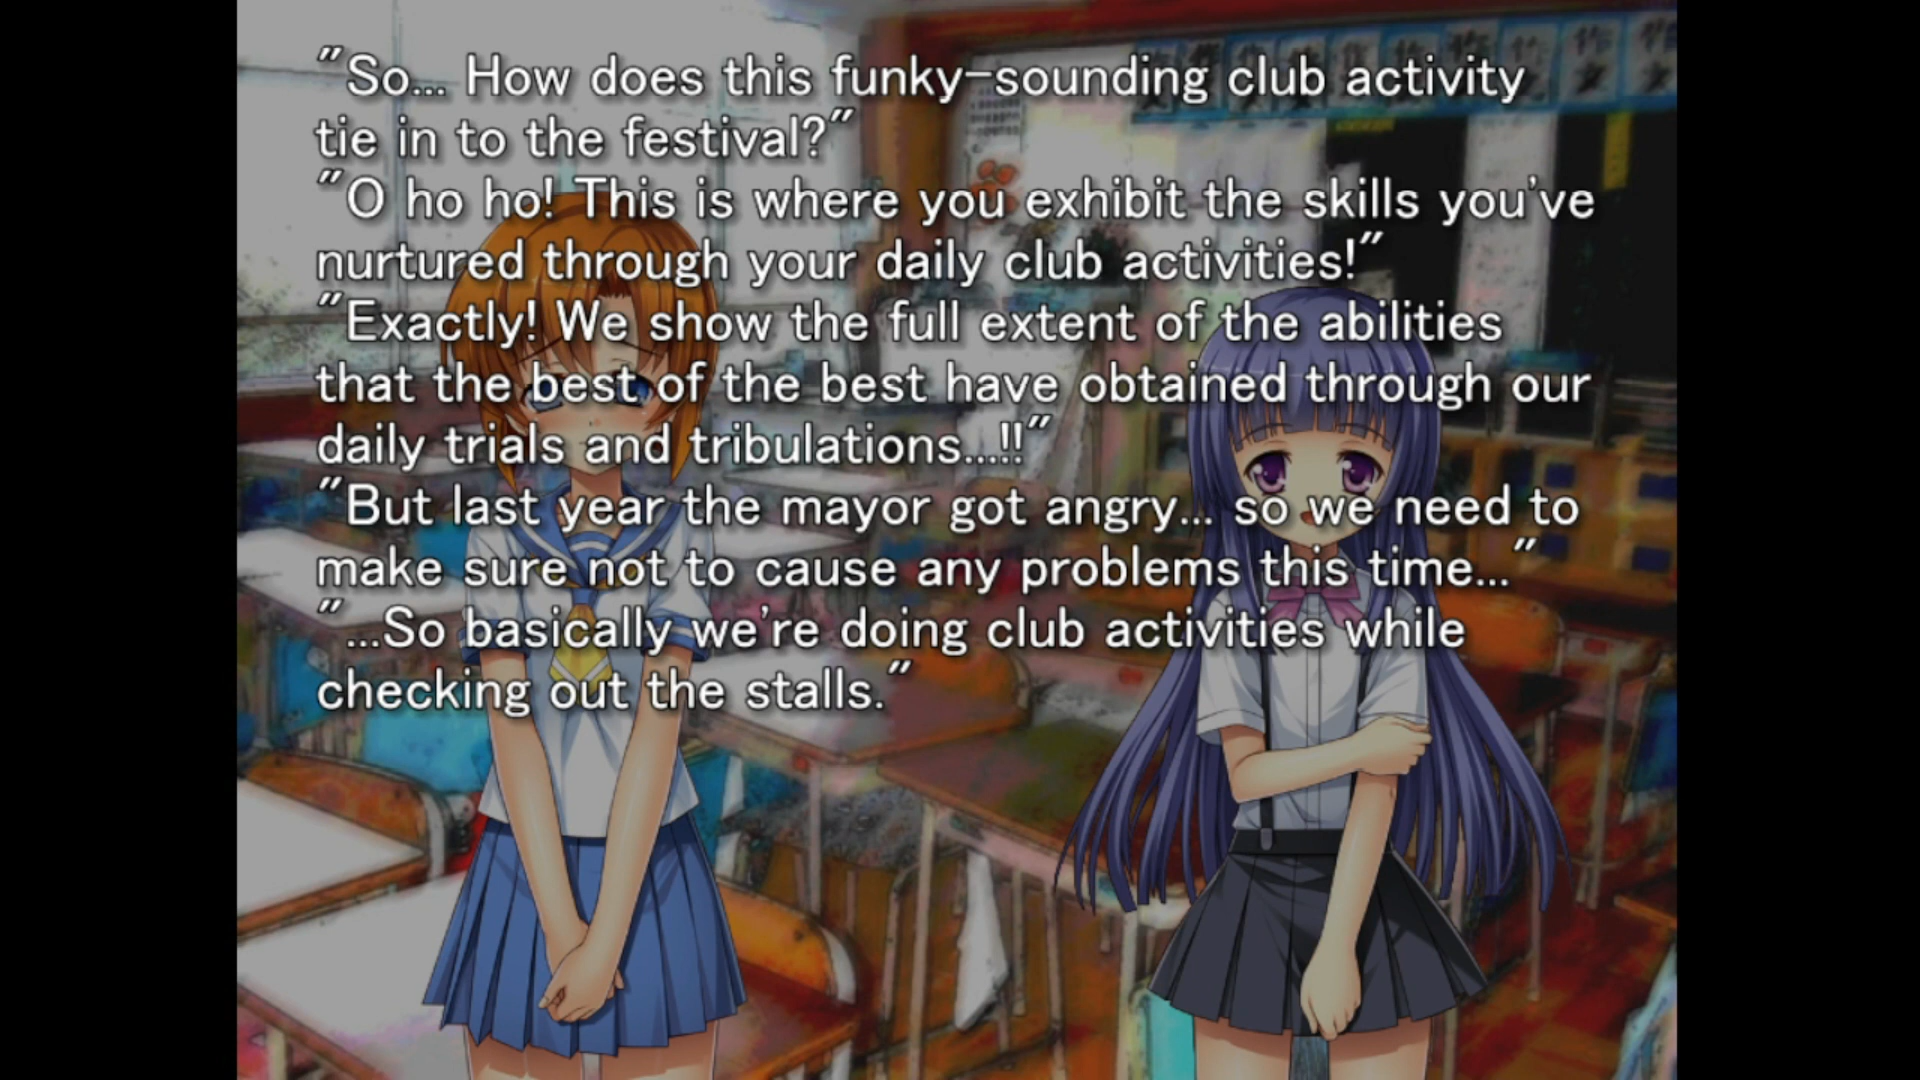 "So... How does this funky-sounding club activity
tie in to the festival?"
"O ho ho! This is where you exhibit the skills you've
nurtured through your daily club activities!"
"Exactly! We show the full extent of the abilities
that the best of the best have obtained through our
daily trials and tribulations...!!"
"But last year the mayor got angry... so we need to
make sure not to cause any problems this time..."
"...So basically we're doing club activities while
checking out the stalls."